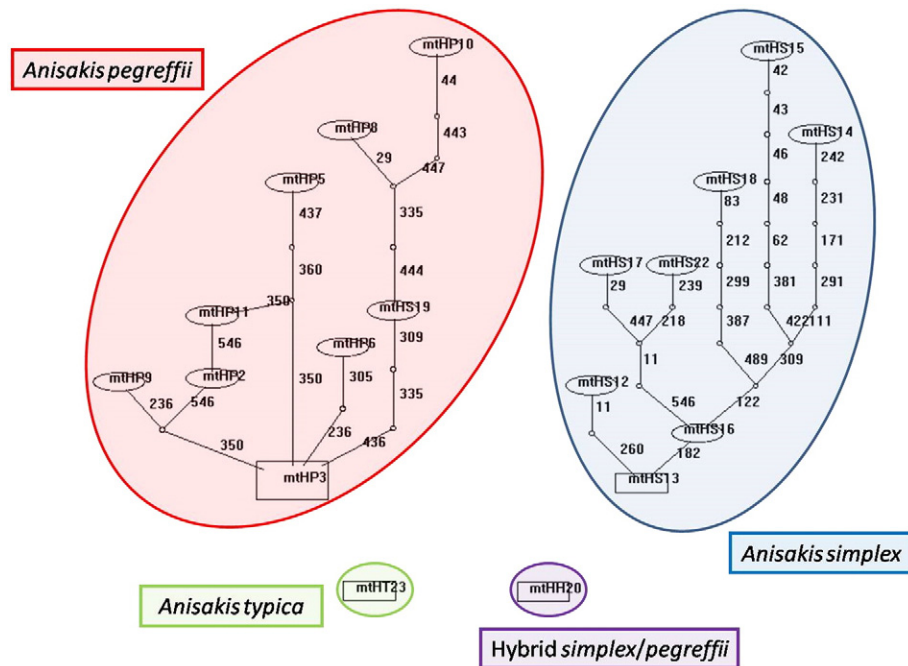 Anisakis pegreffii
mtHP10
44
443
447
mtHP8
29
mtHP5
437
360
350
335
444
mtHS19
309
335
436
mtHP11
546
mtHP2
546
mtHP9
236
350
350
mtHP6
305
236
mtHP3
mtHS15
42
43
46
48
62
381
422
mtHS14
242
231
171
291
111
309
mtHS18
83
212
299
387
489
122
mtHS17
29
447
mtHS22
239
218
11
546
mtHS12
11
260
mtHS16
182
mtHS13
Anisakis simplex
Anisakis typica
mtHT23
mtHH20
Hybrid simplex/pegreffii